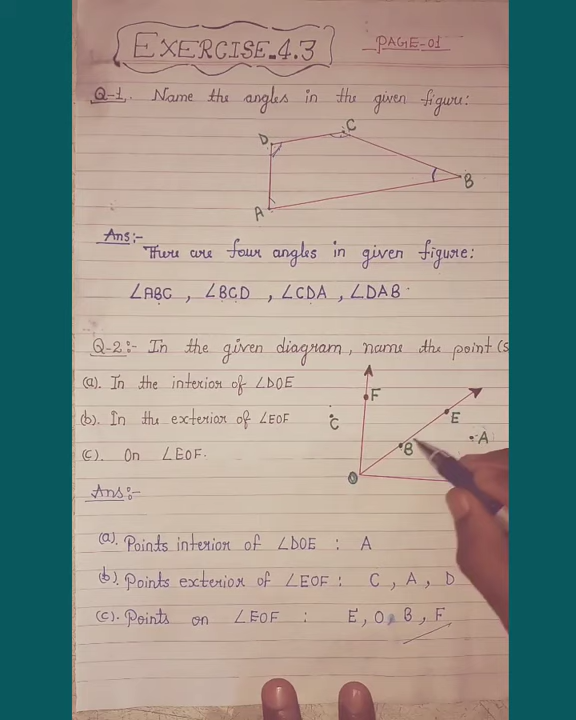 EXERCISE-4.3
PAGE-01
Q-1. Name the angles in the given figure:
C
D
B
A
Ans:-
There are four angles in given figure:
∠ABC , ∠BCD , ∠CDA , ∠DAB.
Q-2:- In the given diagram, name the point (s
(a). In the interior of ∠DOE
(b). In the exterior of ∠EOF
(c). On ∠EOF.
F
C
E
A
B
O
Ans:-
(a). Points interior of ∠DOE : A
(b). Points exterior of ∠EOF : C , A , D
(c). Points on ∠EOF : E, O, B, F